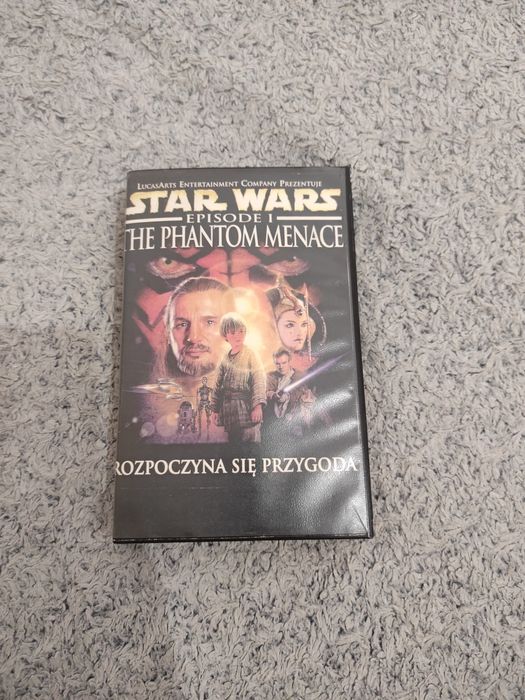 LucasArts Entertainment Company Prezentuje
STAR WARS
EPISODE I
THE PHANTOM MENACE
ROZPOCZYNA SIĘ PRZYGODA